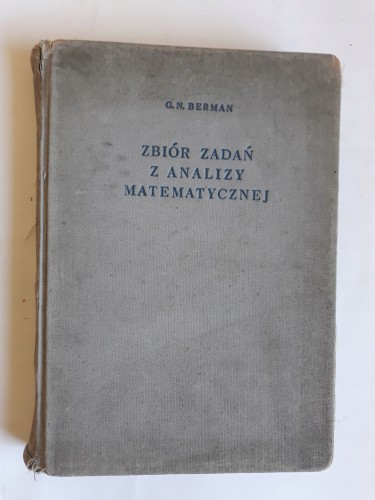 G. N. BERMAN
ZBIÓR ZADAŃ
Z ANALIZY
MATEMATYCZNEJ